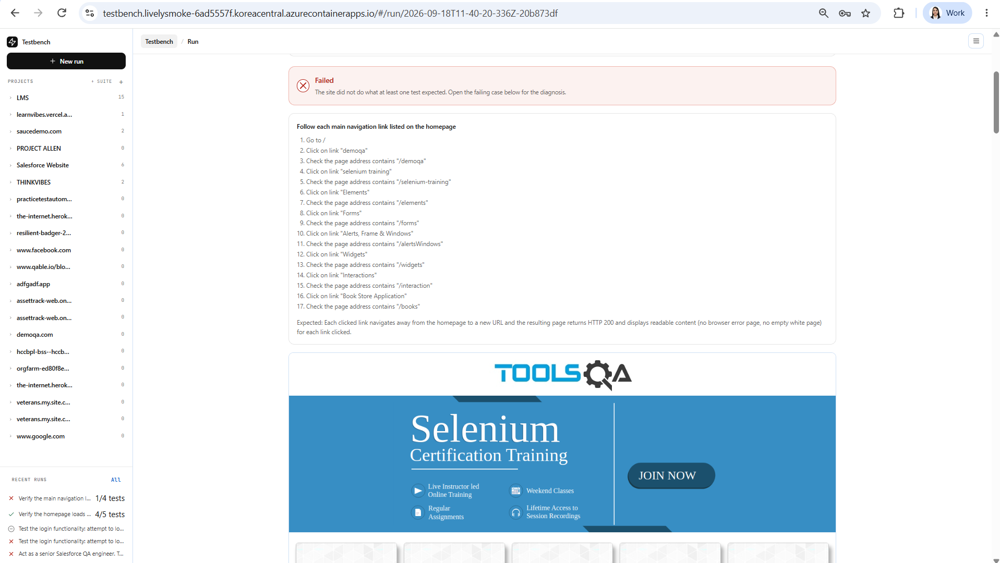 testbench.livelysmoke-6ad5557f.koreacentral.azurecontainerapps.io/#/run/2026-09-18T11-40-20-336Z-20b873df
Work
Testbench
+ New run
PROJECTS
+ SUITE +
LMS 15
learnvibes.vercel.a... 1
saucedemo.com 2
PROJECT ALLEN 0
Salesforce Website 6
THINKVIBES 2
practicetestautom... 0
the-internet.herok... 0
resilient-badger-2... 0
www.facebook.com 0
www.qable.io/blo... 0
adfgadf.app 0
assettrack-web.on... 0
assettrack-web.on... 0
demoqa.com 0
hccbpl-bss--hccb... 0
orgfarm-ed80f8e... 0
the-internet.herok... 0
veterans.my.site.c... 0
veterans.my.site.c... 0
www.google.com 0
RECENT RUNS All
Verify the main navigation l... 1/4 tests
Verify the homepage loads ... 4/5 tests
Test the login functionality: attempt to lo...
Test the login functionality: attempt to lo...
Act as a senior Salesforce QA engineer. T...
Testbench / Run
Failed
The site did not do what at least one test expected. Open the failing case below for the diagnosis.
Follow each main navigation link listed on the homepage
1. Go to /
2. Click on link "demoqa"
3. Check the page address contains "/demoqa"
4. Click on link "selenium training"
5. Check the page address contains "/selenium-training"
6. Click on link "Elements"
7. Check the page address contains "/elements"
8. Click on link "Forms"
9. Check the page address contains "/forms"
10. Click on link "Alerts, Frame & Windows"
11. Check the page address contains "/alertsWindows"
12. Click on link "Widgets"
13. Check the page address contains "/widgets"
14. Click on link "Interactions"
15. Check the page address contains "/interaction"
16. Click on link "Book Store Application"
17. Check the page address contains "/books"
Expected: Each clicked link navigates away from the homepage to a new URL and the resulting page returns HTTP 200 and displays readable content (no browser error page, no empty white page)
for each link clicked.
TOOLSQA
Selenium
Certification Training
Live Instructor led
Online Training
Weekend Classes
Regular
Assignments
Lifetime Access to
Session Recordings
JOIN NOW